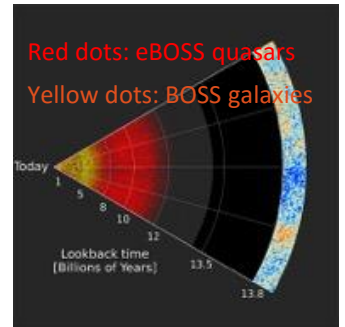 Red dots: eBOSS quasars
Yellow dots: BOSS galaxies
Today
1
5
8
10
12
13.5
13.8
Lookback time
[Billions of Years]